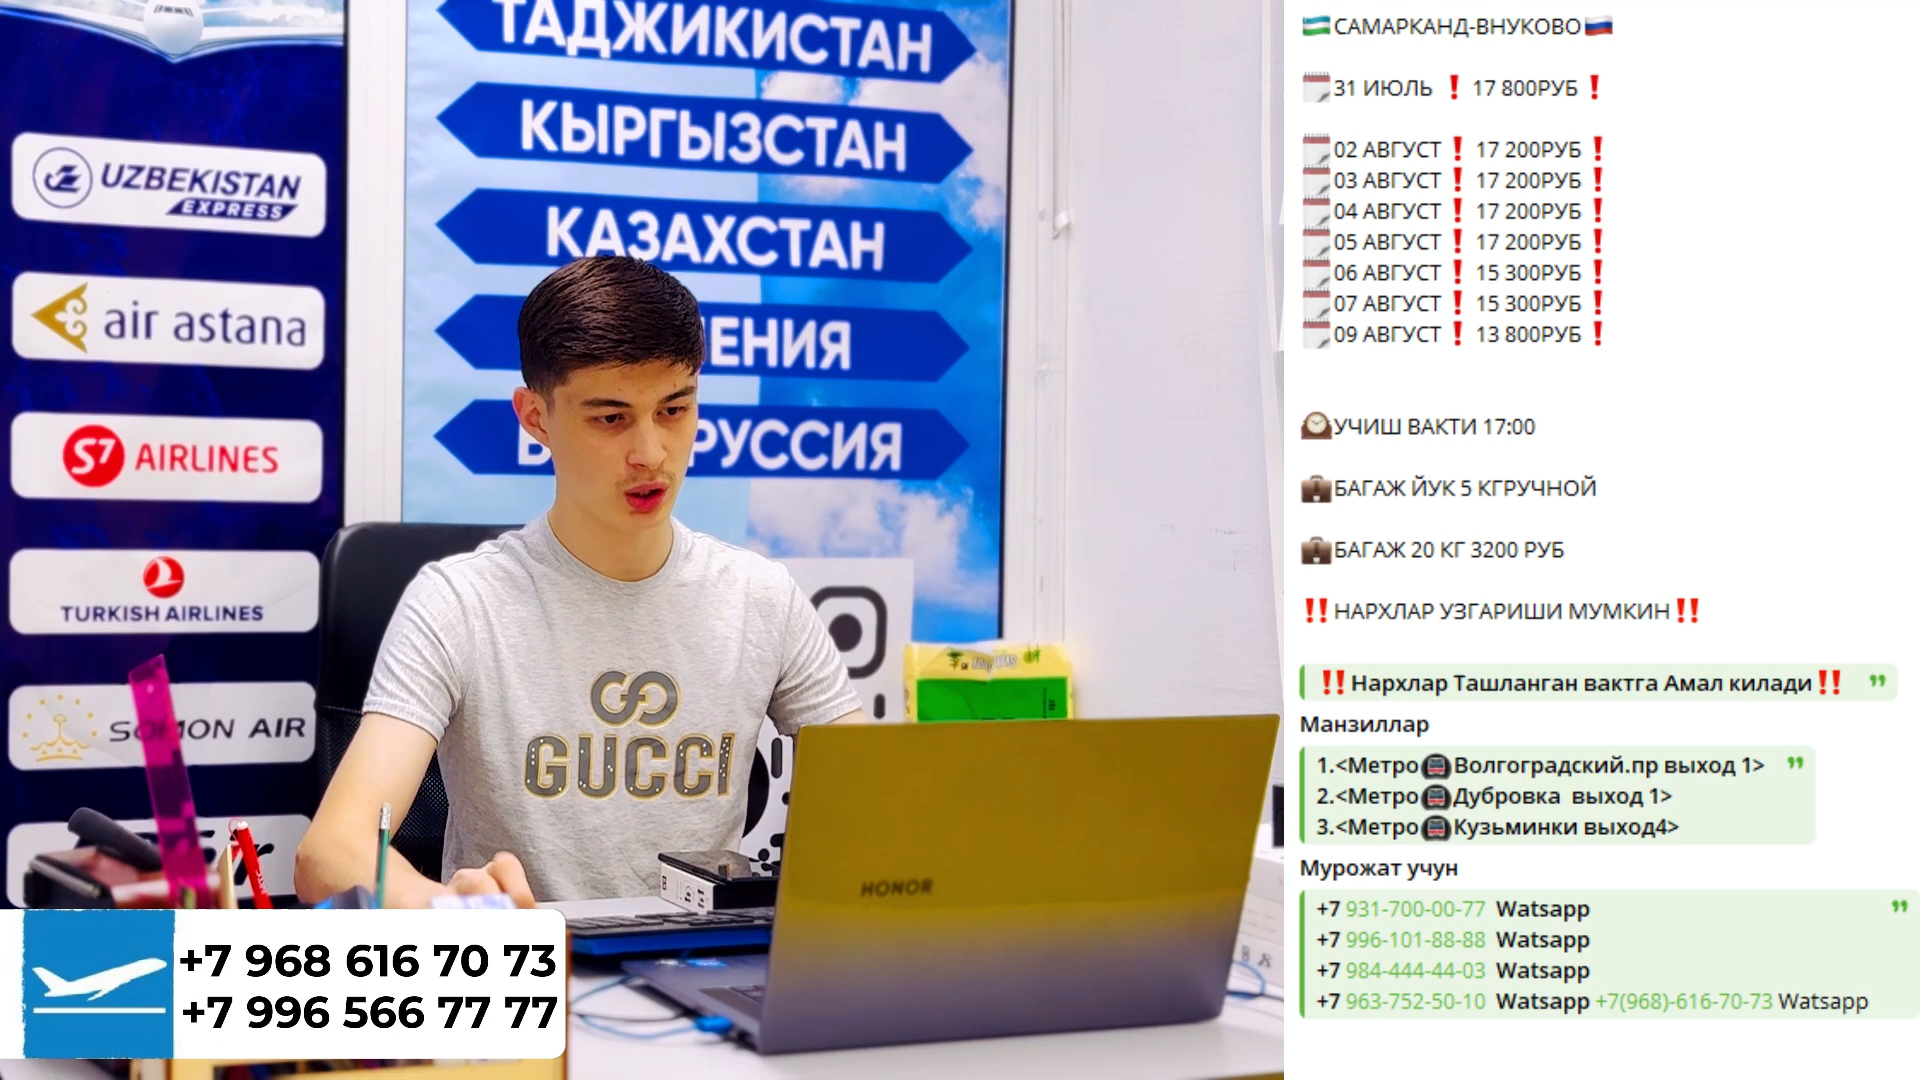 ТАДЖИКИСТАН
КЫРГЫЗСТАН
КАЗАХСТАН
ЕНИЯ
РУССИЯ
UZBEKISTAN
EXPRESS
air astana
S7 AIRLINES
TURKISH AIRLINES
SOMON AIR
GUCCI
HONOR
+7 968 616 70 73
+7 996 566 77 77
САМАРКАНД-ВНУКОВО
31 ИЮЛЬ ❗ 17 800РУБ ❗
02 АВГУСТ ❗ 17 200РУБ ❗
03 АВГУСТ ❗ 17 200РУБ ❗
04 АВГУСТ ❗ 17 200РУБ ❗
05 АВГУСТ ❗ 17 200РУБ ❗
06 АВГУСТ ❗ 15 300РУБ ❗
07 АВГУСТ ❗ 15 300РУБ ❗
09 АВГУСТ ❗ 13 800РУБ ❗
УЧИШ ВАКТИ 17:00
БАГАЖ ЙУК 5 КГРУЧНОЙ
БАГАЖ 20 КГ 3200 РУБ
‼НАРХЛАР УЗГАРИШИ МУМКИН‼
‼Нархлар Ташланган вактга Амал килади‼
Манзиллар
1.<Метро🚇Волгоградский.пр выход 1>
2.<Метро🚇Дубровка выход 1>
3.<Метро🚇Кузьминки выход4>
Мурожат учун
+7 931-700-00-77 Watsapp
+7 996-101-88-88 Watsapp
+7 984-444-44-03 Watsapp
+7 963-752-50-10 Watsapp +7(968)-616-70-73 Watsapp